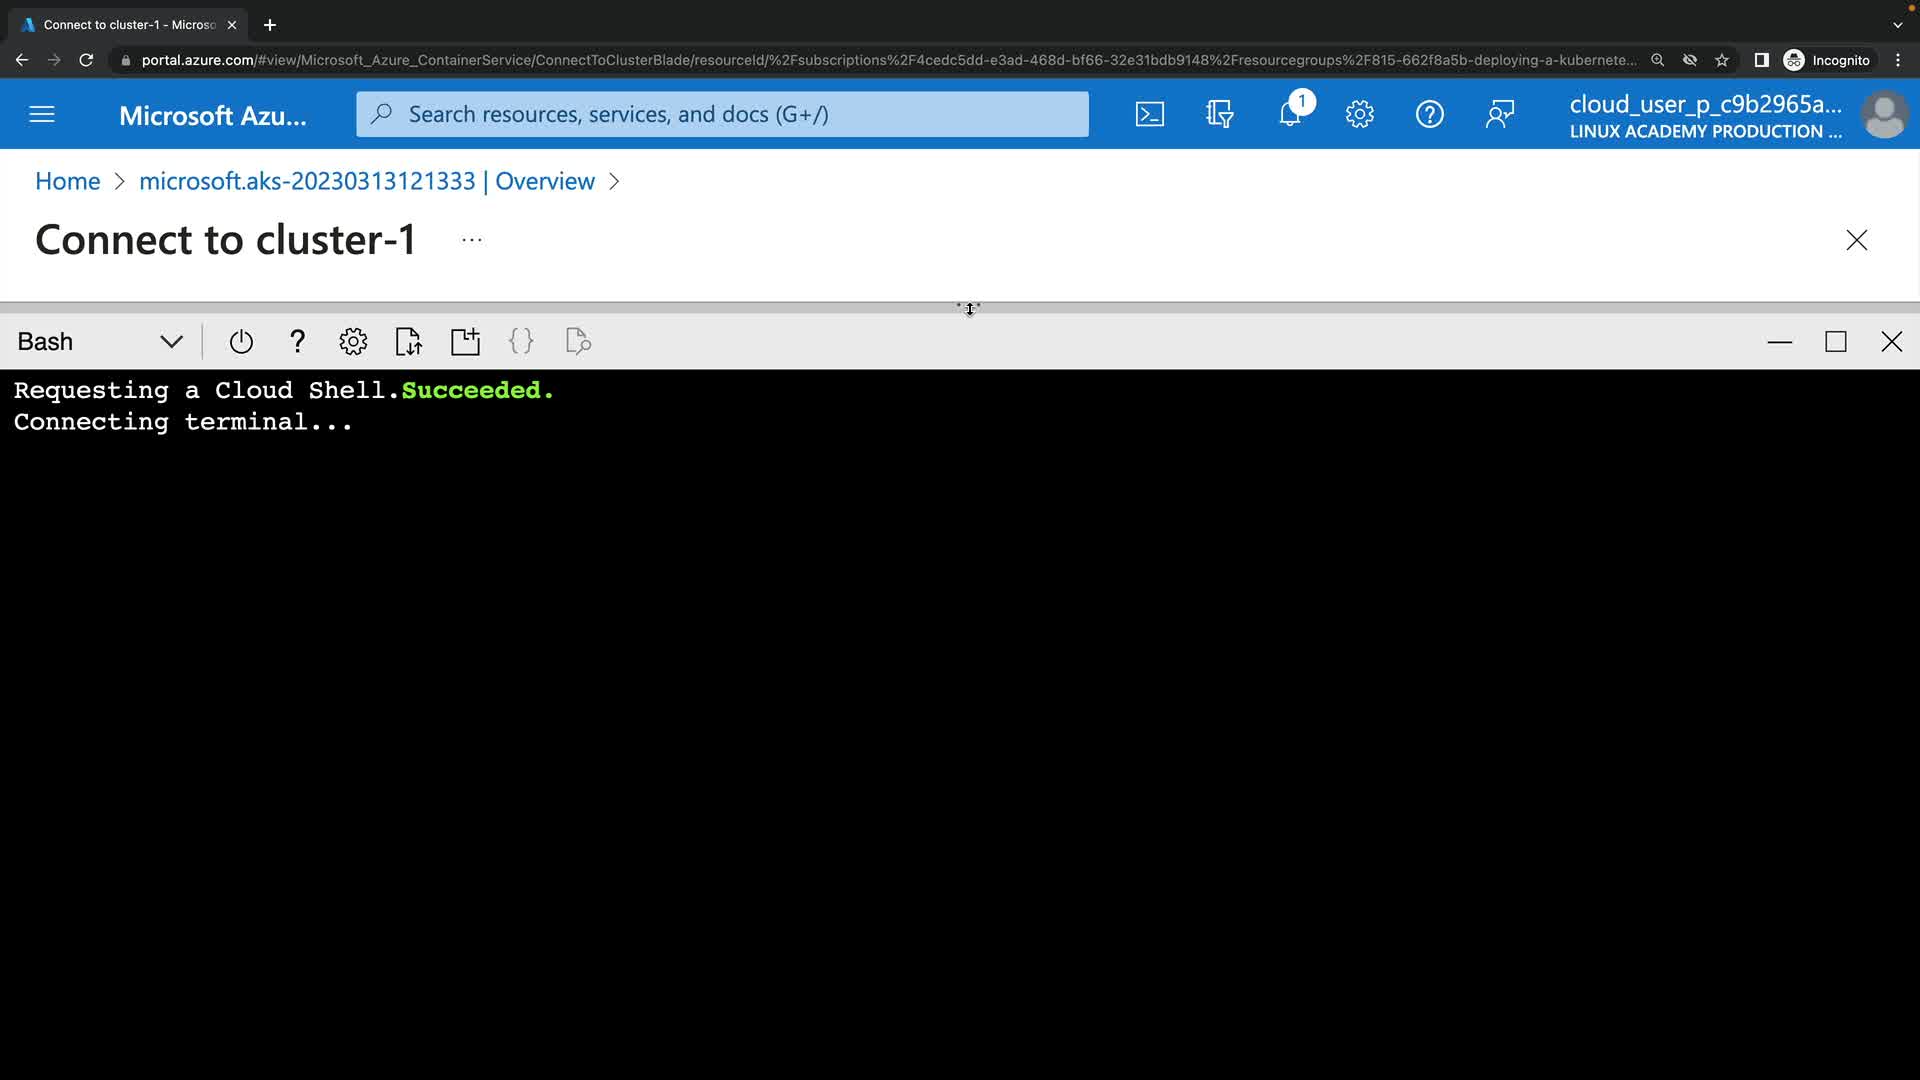 Connect to cluster-1 - Microso
portal.azure.com/#view/Microsoft_Azure_ContainerService/ConnectToClusterBlade/resourceId/%2Fsubscriptions%2F4cedc5dd-e3ad-468d-bf66-32e31bdb9148%2Fresourcegroups%2F815-662f8a5b-deploying-a-kubernete...
Incognito
Microsoft Azu...
Search resources, services, and docs (G+/)
1
cloud_user_p_c9b2965a...
LINUX ACADEMY PRODUCTION ...
Home > microsoft.aks-20230313121333 | Overview >
Connect to cluster-1 ...
Bash
Requesting a Cloud Shell.Succeeded.
Connecting terminal...